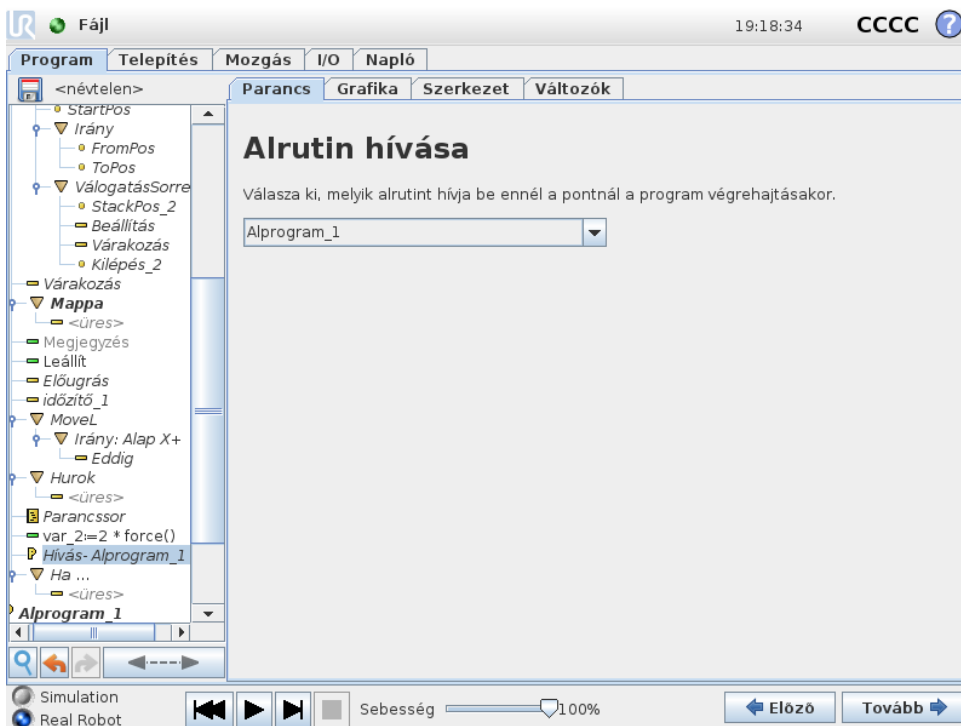 UR Fájl 19:18:34 CCCC ?
Program Telepítés Mozgás I/O Napló
<névtelen>
Parancs Grafika Szerkezet Változók
StartPos
Irány
FromPos
ToPos
VálogatásSorre
StackPos_2
Beállítás
Várakozás
Kilépés_2
Várakozás
Mappa
<üres>
Megjegyzés
Leállít
Előugrás
időzítő_1
MoveL
Irány: Alap X+
Eddig
Hurok
<üres>
Parancssor
var_2:=2 * force()
Hívás- Alprogram_1
Ha ...
<üres>
Alprogram_1
Alrutin hívása
Válasza ki, melyik alrutint hívja be ennél a pontnál a program végrehajtásakor.
Alprogram_1
Simulation
Real Robot
Sebesség 100%
Elözö
Tovább